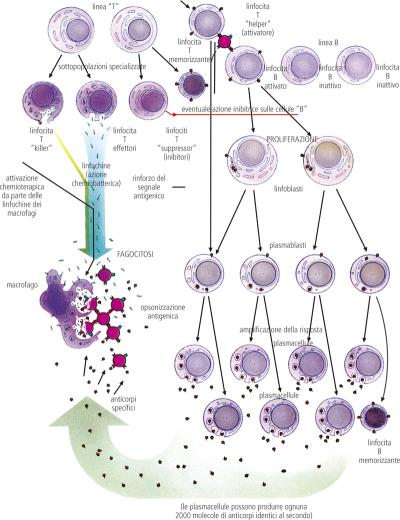 linea "T"
linfocita
T
"helper"
(attivatore)
linfocita
T
memorizzante
linea B
linfocita
B
attivato
linfocita
B
inattivo
linfocita
B
inattivo
sottopopolazioni specializzate
eventuale azione inibitrice sulle cellule "B"
linfocita
T
"killer"
linfocita
T
effettori
linfociti
T
"suppressor"
(inibitori)
PROLIFERAZIONE
linfochine
(azione
chemiobatterica)
attivazione
chemioterapica
da parte delle
linfochine dei
macrofagi
rinforzo del
segnale
antigenico
linfoblasti
plasmablasti
FAGOCITOSI
macrofago
opsonizzazione
antigenica
amplificazione della risposta
plasmacellule
plasmacellule
anticorpi
specifici
linfocita
B
memorizzante
(le plasmacellule possono produrre ognuna
2000 molecole di anticorpi identici al secondo)